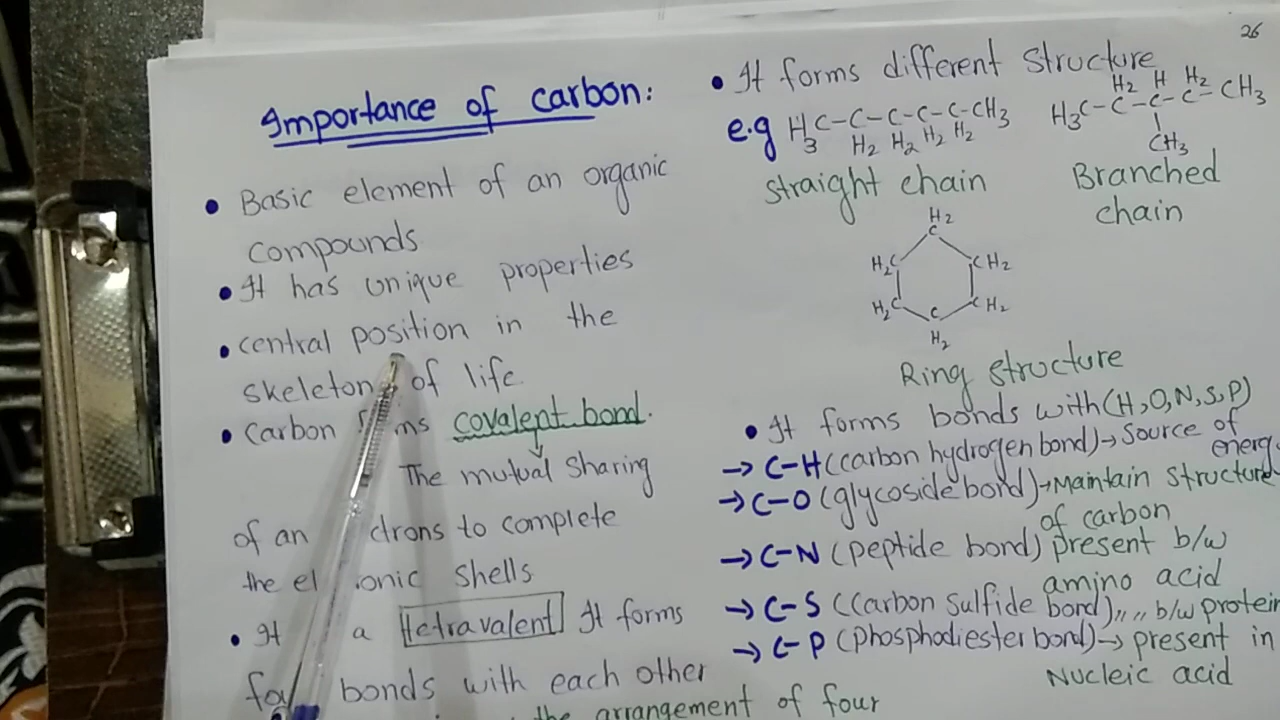 26
Importance of carbon:
• Basic element of an organic
compounds
• It has unique properties
• central position in the
skeleton of life
• Carbon ms covalent bond.
The mutual sharing
of an ctrons to complete
the el onic shells
• It a tetravalent It forms
bonds with each other
the arrangement of four
• It forms different structure
e.g H3C-C-C-C-C-CH3
H2 H2 H2 H2
straight chain
H2 H H2
H3C-C-C-C-CH3
CH3
Branched
chain
H2
C
H2C CH2
H2C CH2
C
H2
Ring structure
• It forms bonds with (H,O,N,S,P)
→ C-H (carbon hydrogen bond)→ Source of
energ
→ C-O (glycoside bond)→Maintain structure
of carbon
→ C-N (peptide bond) present b/w
amino acid
→ C-S (Carbon Sulfide bond),, ,, b/w protein
→ C-P (phosphodiester bond)→ present in
Nucleic acid